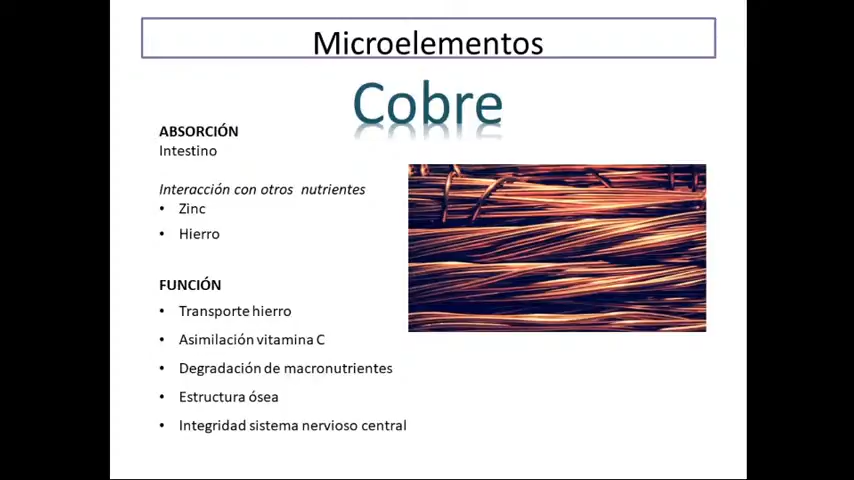 Microelementos
Cobre
ABSORCIÓN
Intestino
Interacción con otros nutrientes
• Zinc
• Hierro
FUNCIÓN
• Transporte hierro
• Asimilación vitamina C
• Degradación de macronutrientes
• Estructura ósea
• Integridad sistema nervioso central